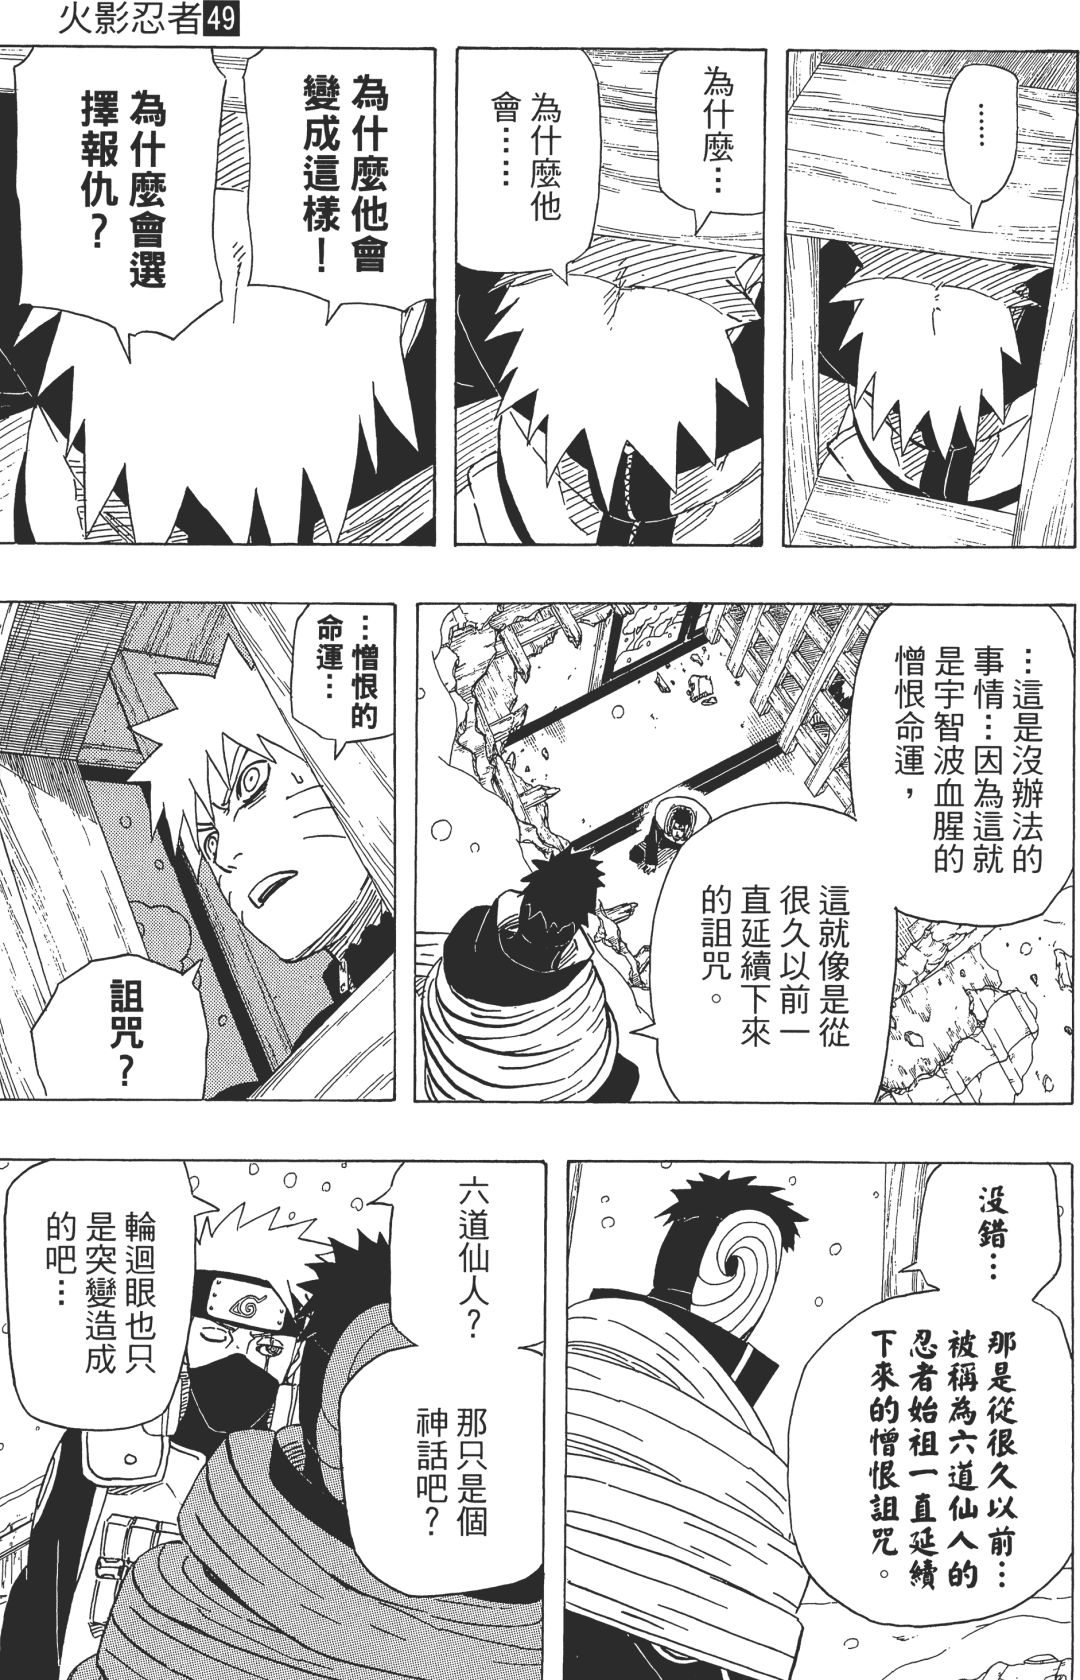 火影忍者49
……
為什麼…
為什麼他
會……
為什麼他會
變成這樣！
為什麼會選
擇報仇？
…這是沒辦法的
事情…因為這就
是宇智波血腥的
憎恨命運，
這就像是從
很久以前一
直延續下來
的詛咒。
…憎恨的
命運…
詛咒？
沒錯…
那是從很久以前…
被稱為六道仙人的
忍者始祖一直延續
下來的憎恨詛咒。
六道仙人？
那只是個
神話吧？
輪迴眼也只
是突變造成
的吧…